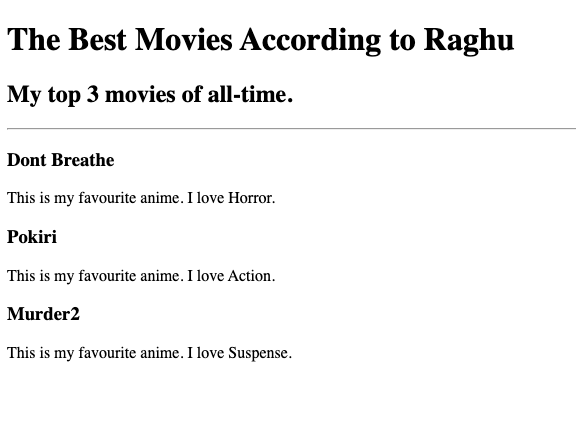 The Best Movies According to Raghu
My top 3 movies of all-time.
Dont Breathe
This is my favourite anime. I love Horror.
Pokiri
This is my favourite anime. I love Action.
Murder2
This is my favourite anime. I love Suspense.